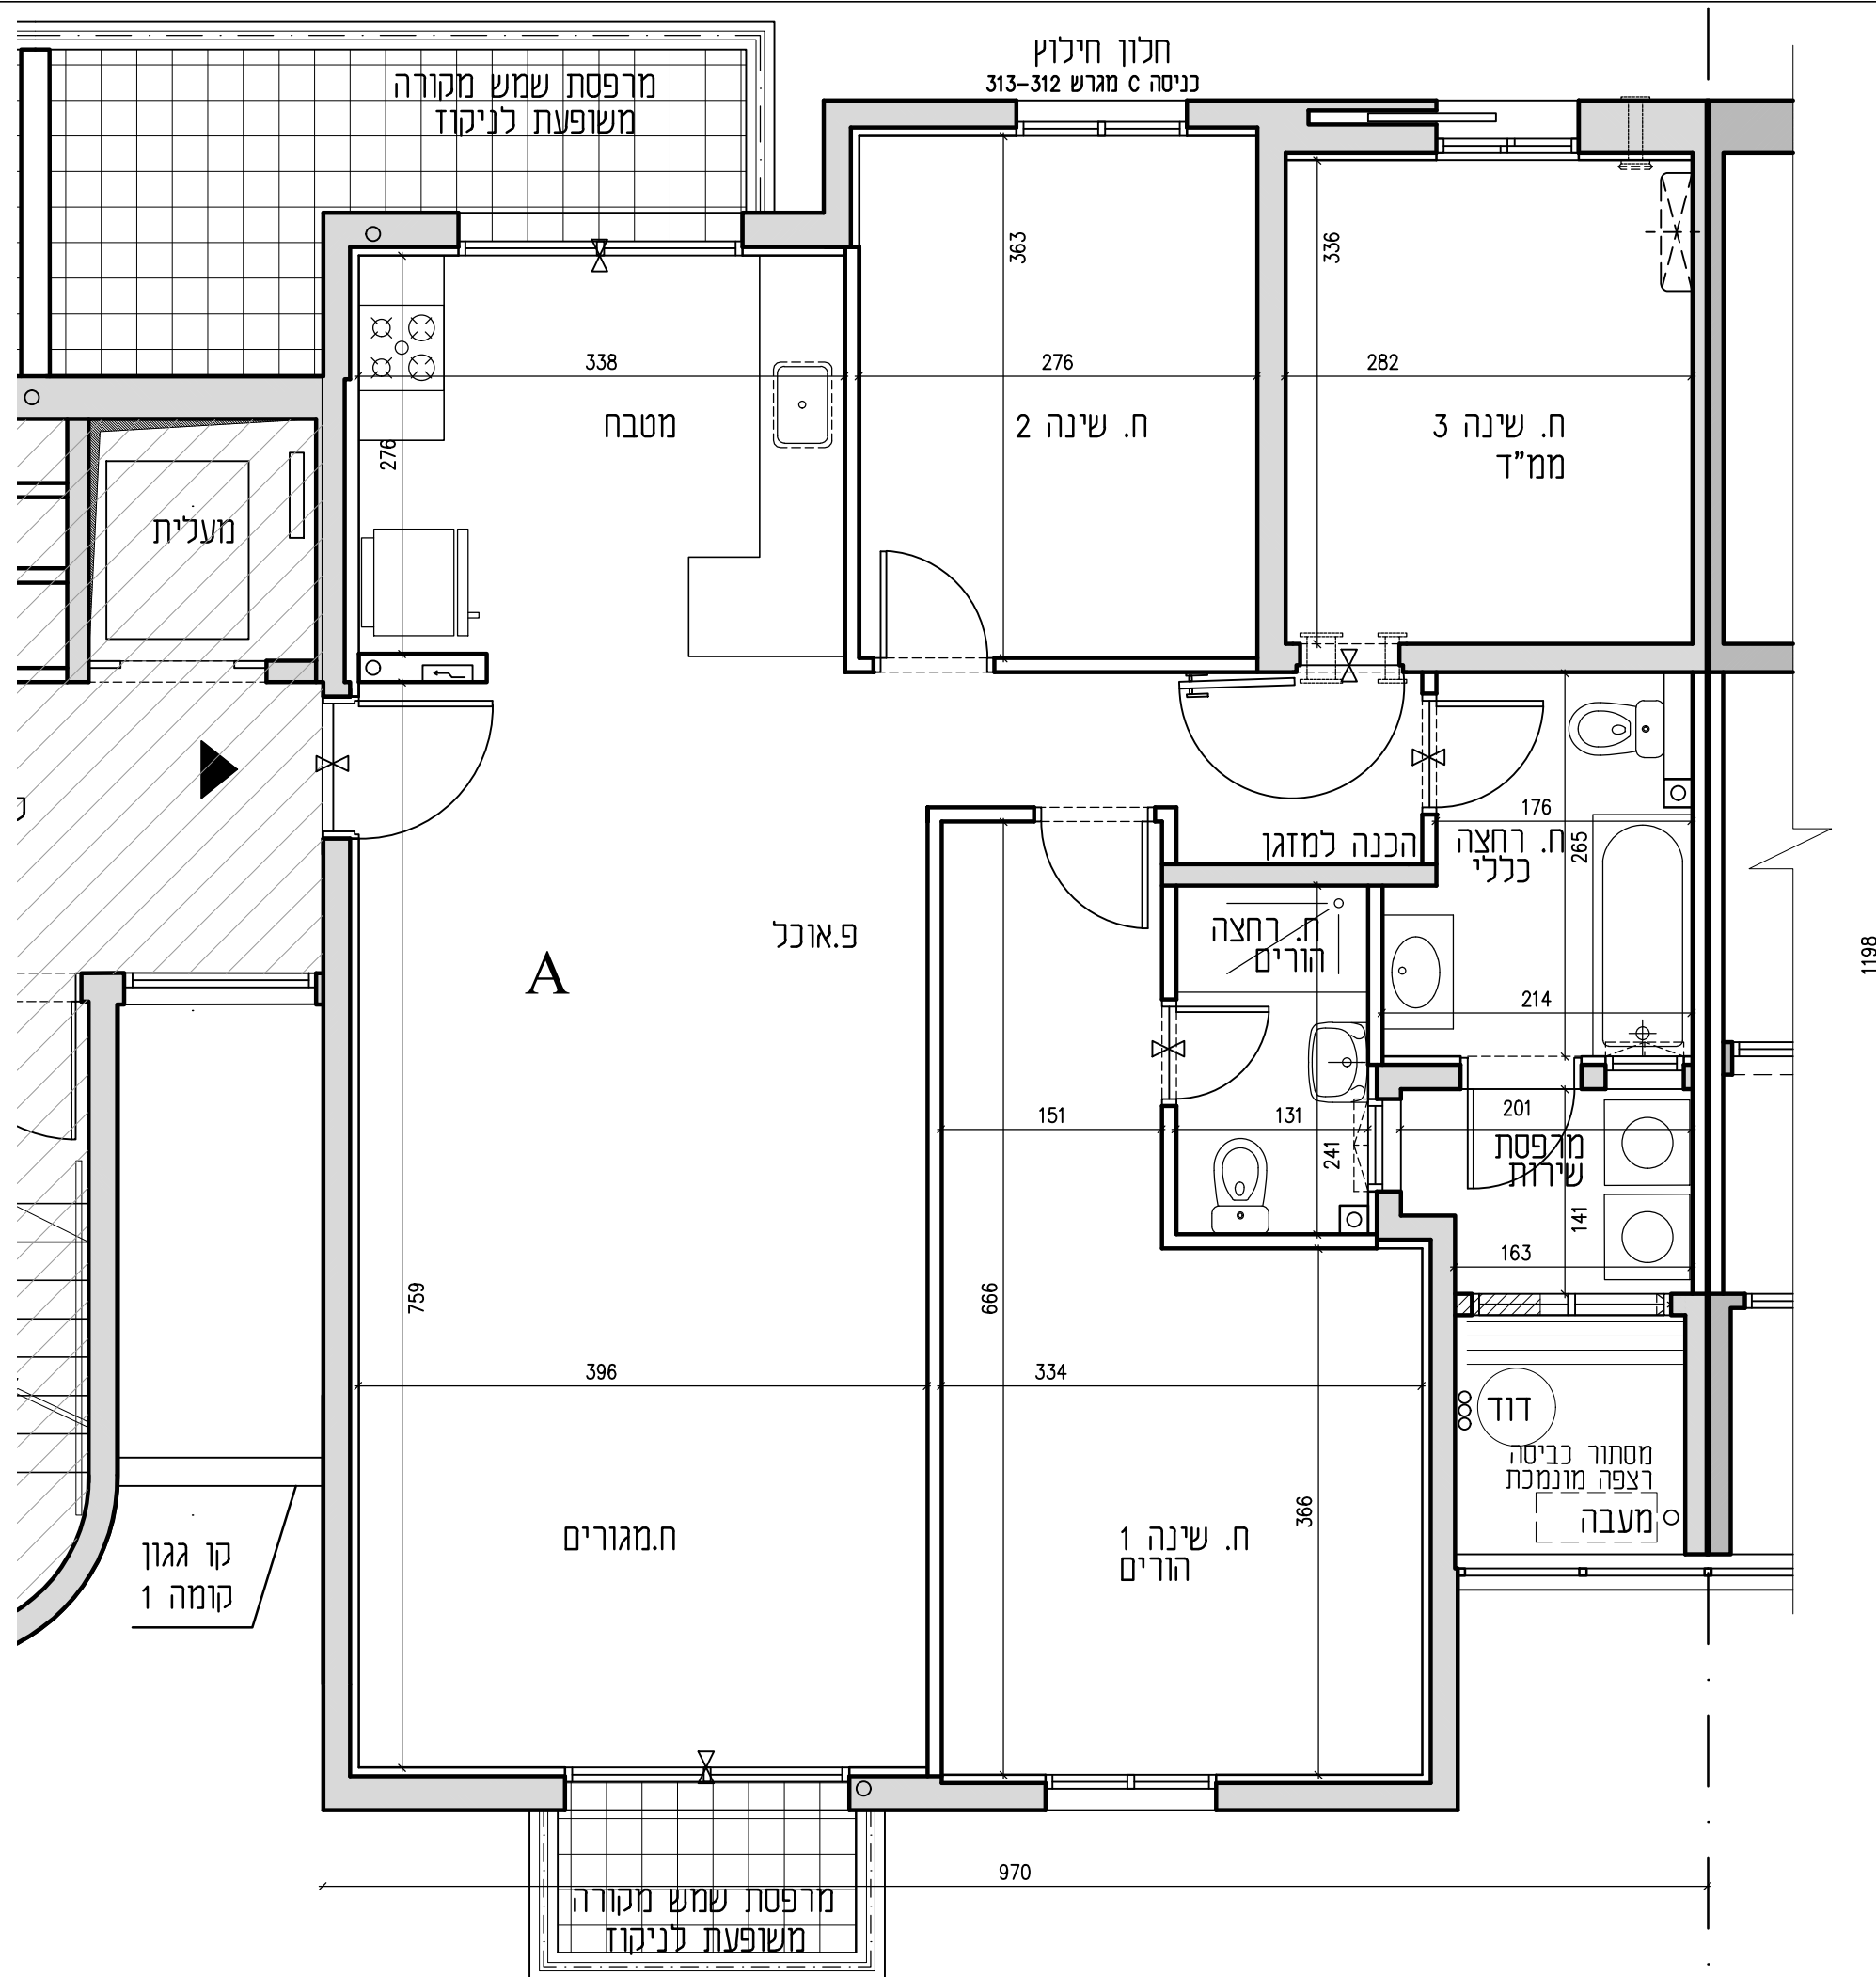 חלון חילוץ
כניסה C מגרש 313-312
מרפסת שמש מקורה
משופעת לניקוז
363
336
338
276
282
מטבח
ח. שינה 2
ח. שינה 3
ממ"ד
276
מעלית
176
הכנה למזגן
ח. רחצה
כללי
265
פ.אוכל
A
ח. רחצה
הורים
1198
214
151
131
241
201
מרפסת
שירות
141
163
759
666
396
334
דוד
מסתור כביסה
רצפה מונמכת
מעבה
366
קו גגון
קומה 1
ח.מגורים
ח. שינה 1
הורים
970
מרפסת שמש מקורה
משופעת לניקוז